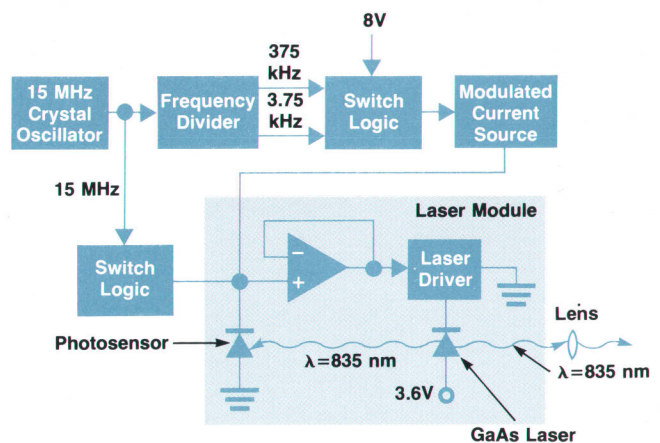 8V
375
kHz
3.75
kHz
15 MHz
Crystal
Oscillator
Frequency
Divider
Switch
Logic
Modulated
Current
Source
15 MHz
Laser Module
Switch
Logic
−
+
Laser
Driver
Lens
Photosensor
λ=835 nm
λ=835 nm
3.6V
GaAs Laser